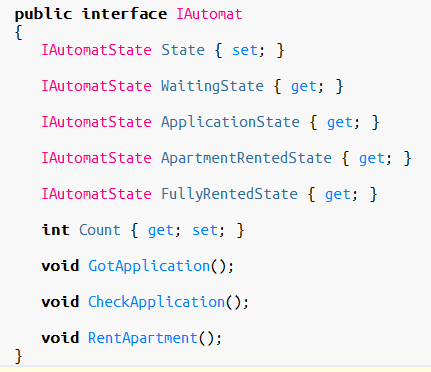 public interface IAutomat
{
IAutomatState State { set; }
IAutomatState WaitingState { get; }
IAutomatState ApplicationState { get; }
IAutomatState ApartmentRentedState { get; }
IAutomatState FullyRentedState { get; }
int Count { get; set; }
void GotApplication();
void CheckApplication();
void RentApartment();
}